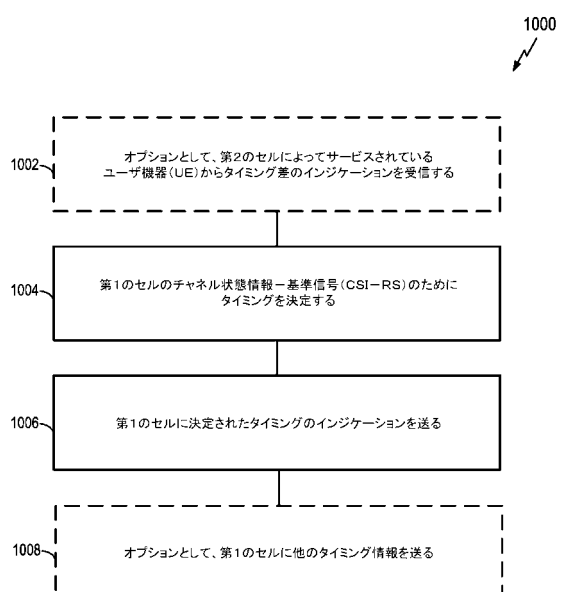 1000
1002
オプションとして、第2のセルによってサービスされている
ユーザ機器(UE)からタイミング差のインジケーションを受信する
1004
第1のセルのチャネル状態情報－基準信号(CSI－RS)のために
タイミングを決定する
1006
第1のセルに決定されたタイミングのインジケーションを送る
1008
オプションとして、第1のセルに他のタイミング情報を送る